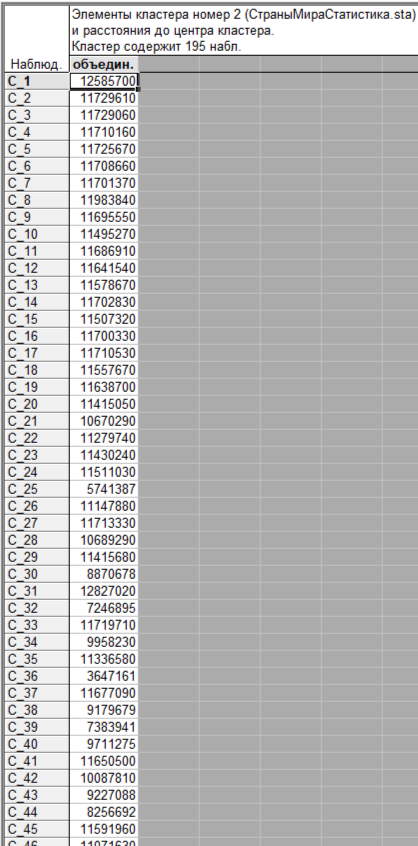 Элементы кластера номер 2 (СтраныМираСтатистика.sta)
и расстояния до центра кластера.
Кластер содержит 195 набл.
Наблюд. объедин.
C_1 12585700
C_2 11729610
C_3 11729060
C_4 11710160
C_5 11725670
C_6 11708660
C_7 11701370
C_8 11983840
C_9 11695550
C_10 11495270
C_11 11686910
C_12 11641540
C_13 11578670
C_14 11702830
C_15 11507320
C_16 11700330
C_17 11710530
C_18 11557670
C_19 11638700
C_20 11415050
C_21 10670290
C_22 11279740
C_23 11430240
C_24 11511030
C_25 5741387
C_26 11147880
C_27 11713330
C_28 10689290
C_29 11415680
C_30 8870678
C_31 12827020
C_32 7246895
C_33 11719710
C_34 9958230
C_35 11336580
C_36 3647161
C_37 11677090
C_38 9179679
C_39 7383941
C_40 9711275
C_41 11650500
C_42 10087810
C_43 9227088
C_44 8256692
C_45 11591960
C_46 11071630